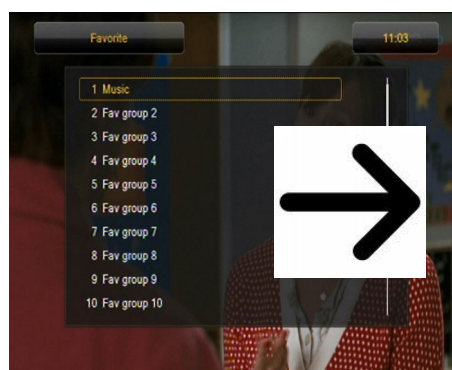 Favorite
11:03
1 Music
2 Fav group 2
3 Fav group 3
4 Fav group 4
5 Fav group 5
6 Fav group 6
7 Fav group 7
8 Fav group 8
9 Fav group 9
10 Fav group 10